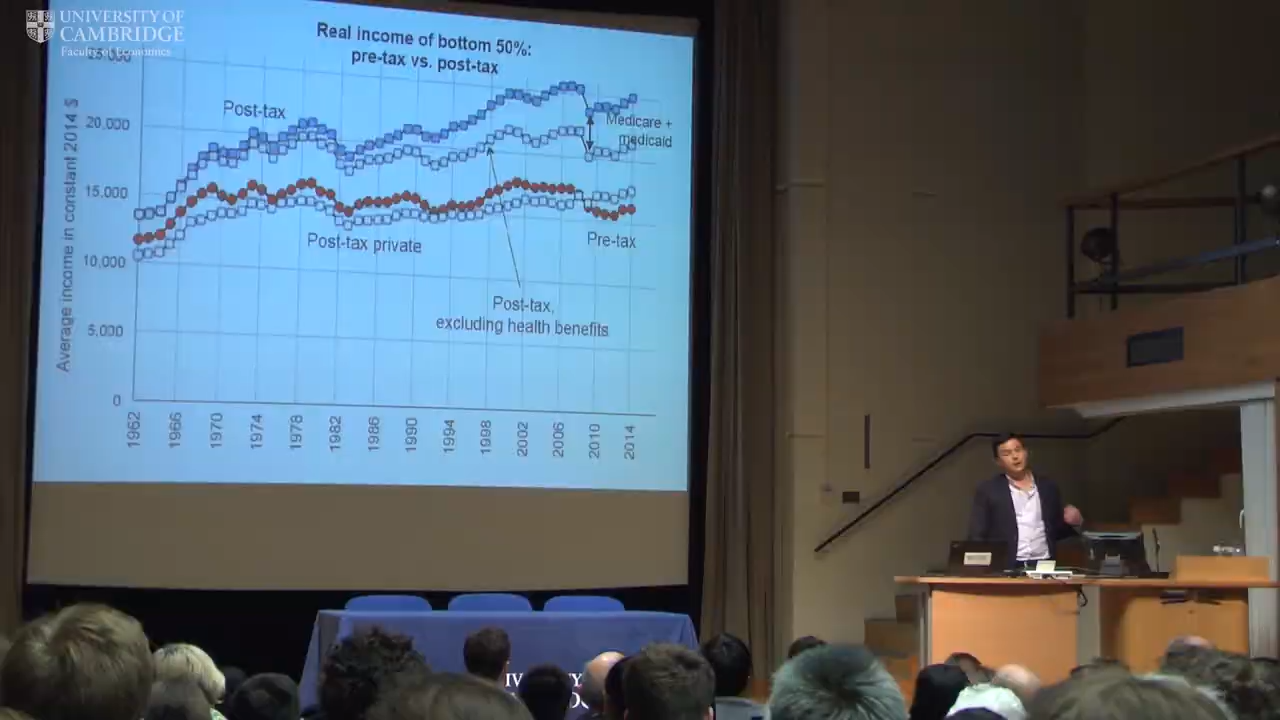 UNIVERSITY OF
CAMBRIDGE
Faculty of Economics
Real income of bottom 50%:
pre-tax vs. post-tax
Average income in constant 2014 $
25,000
20,000
15,000
10,000
5,000
0
Post-tax
Medicare +
medicaid
Post-tax private
Pre-tax
Post-tax,
excluding health benefits
1962 1966 1970 1974 1978 1982 1986 1990 1994 1998 2002 2006 2010 2014